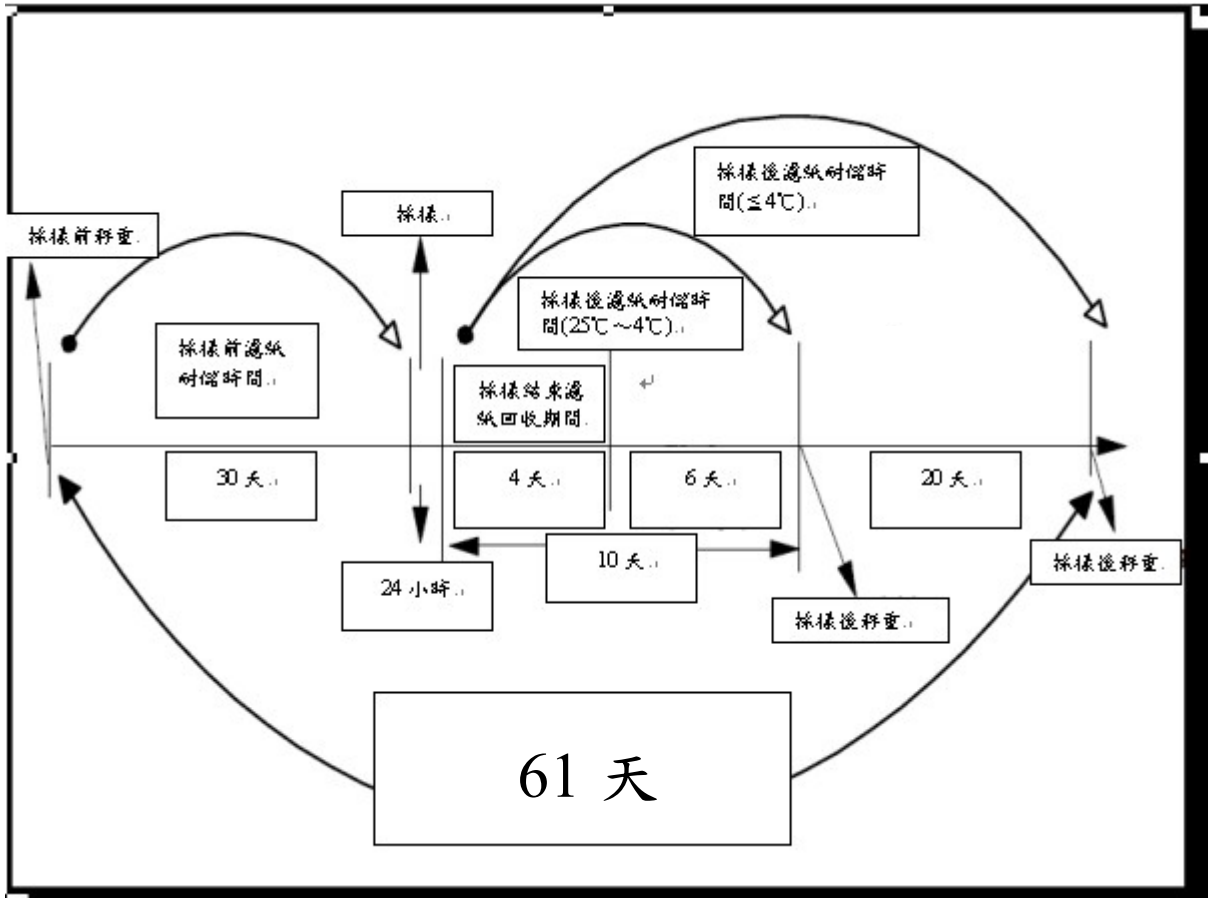 採樣後濾紙耐儲時
間(≦4℃)
採樣
採樣前秤重
採樣後濾紙耐儲時
間(25℃～4℃)
採樣前濾紙
耐儲時間
採樣結束濾
紙回收期間
30 天
4 天
6 天
20 天
10 天
24 小時
採樣後秤重
採樣後秤重
61 天